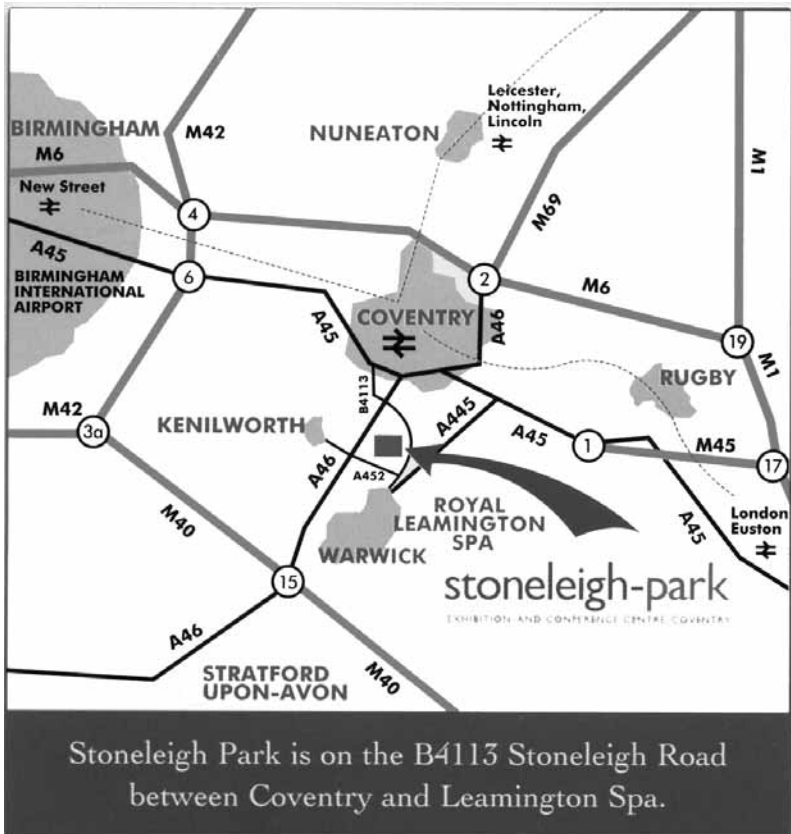 M42
Leicester,
Nottingham,
Lincoln
BIRMINGHAM
NUNEATON
M6
New Street
M1
M69
4
A45
BIRMINGHAM
INTERNATIONAL
AIRPORT
6
2
M6
A45
COVENTRY
A46
19
M1
B4113
RUGBY
M42
3a
KENILWORTH
A445
A45
1
M45
17
A46
A452
M40
ROYAL
LEAMINGTON
SPA
WARWICK
A45
London
Euston
15
stoneleigh-park
EXHIBITION AND CONFERENCE CENTRE, COVENTRY
A46
STRATFORD
UPON-AVON
M40
Stoneleigh Park is on the B4113 Stoneleigh Road
between Coventry and Leamington Spa.